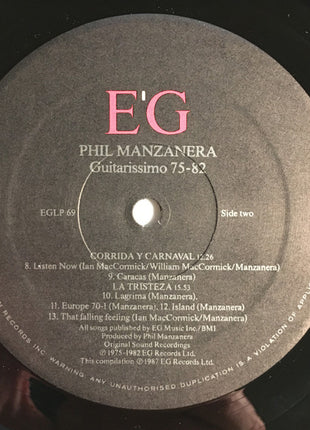 E'G
PHIL MANZANERA
Guitarissimo 75-82
EGLP 69
Side two
CORRIDA Y CARNAVAL 12.26
8. Listen Now (Ian MacCormick/William MacCormick/Manzanera)
9. Caracas (Manzanera)
LA TRISTEZA 15.53
10. Lagrima (Manzanera).
11. Europe 70-1 (Manzanera). 12. Island (Manzanera)
13. That falling feeling (Ian MacCormick/Manzanera)
All songs published by EG Music Inc/BMI
Produced by Phil Manzanera
Original Sound Recordings
℗ 1975-1982 EG Records Ltd.
This compilation ℗ 1987 EG Records Ltd.
RECORDS INC WARNING. ANY UNAUTHORISED DUPLICATION IS A VIOLATION OF